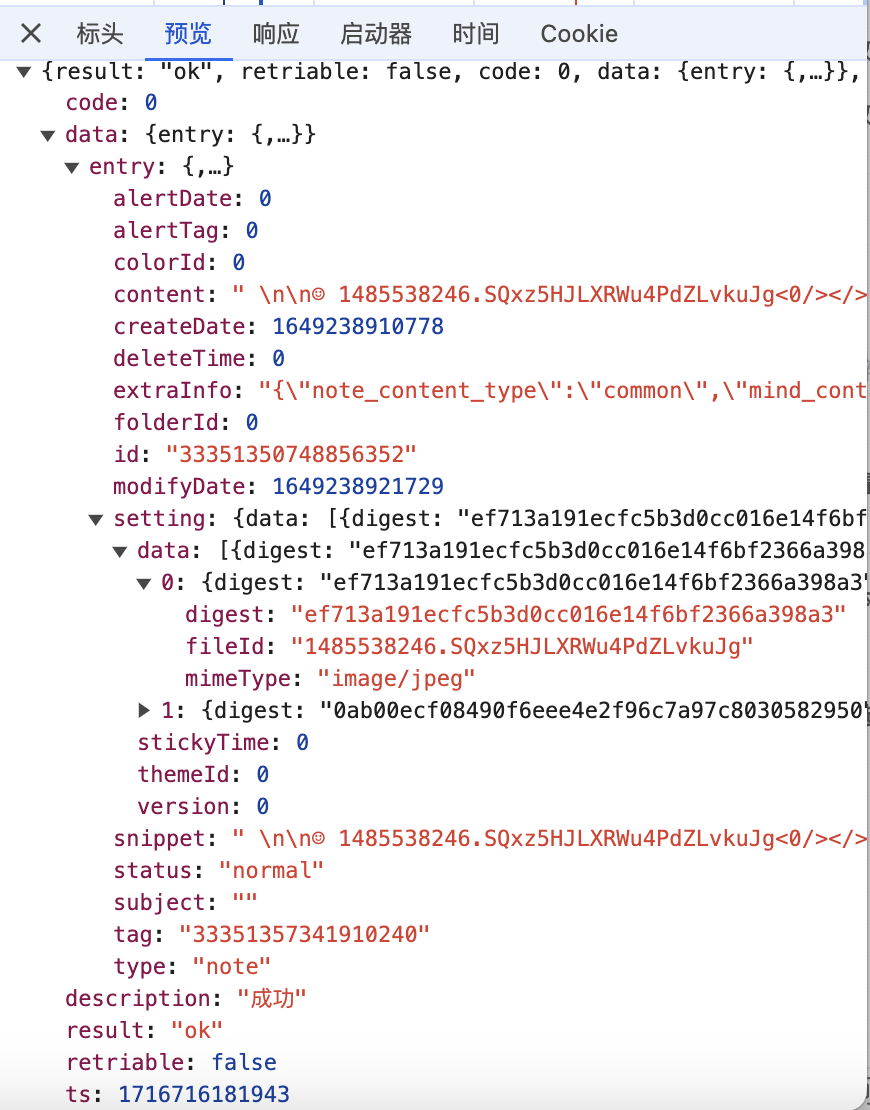 标头 预览 响应 启动器 时间 Cookie
{result: "ok", retriable: false, code: 0, data: {entry: {,…}},
code: 0
data: {entry: {,…}}
entry: {,…}
alertDate: 0
alertTag: 0
colorId: 0
content: " \n\n☺ 1485538246.SQxz5HJLXRWu4PdZLvkuJg<0/></>
createDate: 1649238910778
deleteTime: 0
extraInfo: "{\"note_content_type\":\"common\",\"mind_cont
folderId: 0
id: "33351350748856352"
modifyDate: 1649238921729
setting: {data: [{digest: "ef713a191ecfc5b3d0cc016e14f6bf
data: [{digest: "ef713a191ecfc5b3d0cc016e14f6bf2366a398
0: {digest: "ef713a191ecfc5b3d0cc016e14f6bf2366a398a3"
digest: "ef713a191ecfc5b3d0cc016e14f6bf2366a398a3"
fileId: "1485538246.SQxz5HJLXRWu4PdZLvkuJg"
mimeType: "image/jpeg"
1: {digest: "0ab00ecf08490f6eee4e2f96c7a97c8030582950"
stickyTime: 0
themeId: 0
version: 0
snippet: " \n\n☺ 1485538246.SQxz5HJLXRWu4PdZLvkuJg<0/></>
status: "normal"
subject: ""
tag: "33351357341910240"
type: "note"
description: "成功"
result: "ok"
retriable: false
ts: 1716716181943